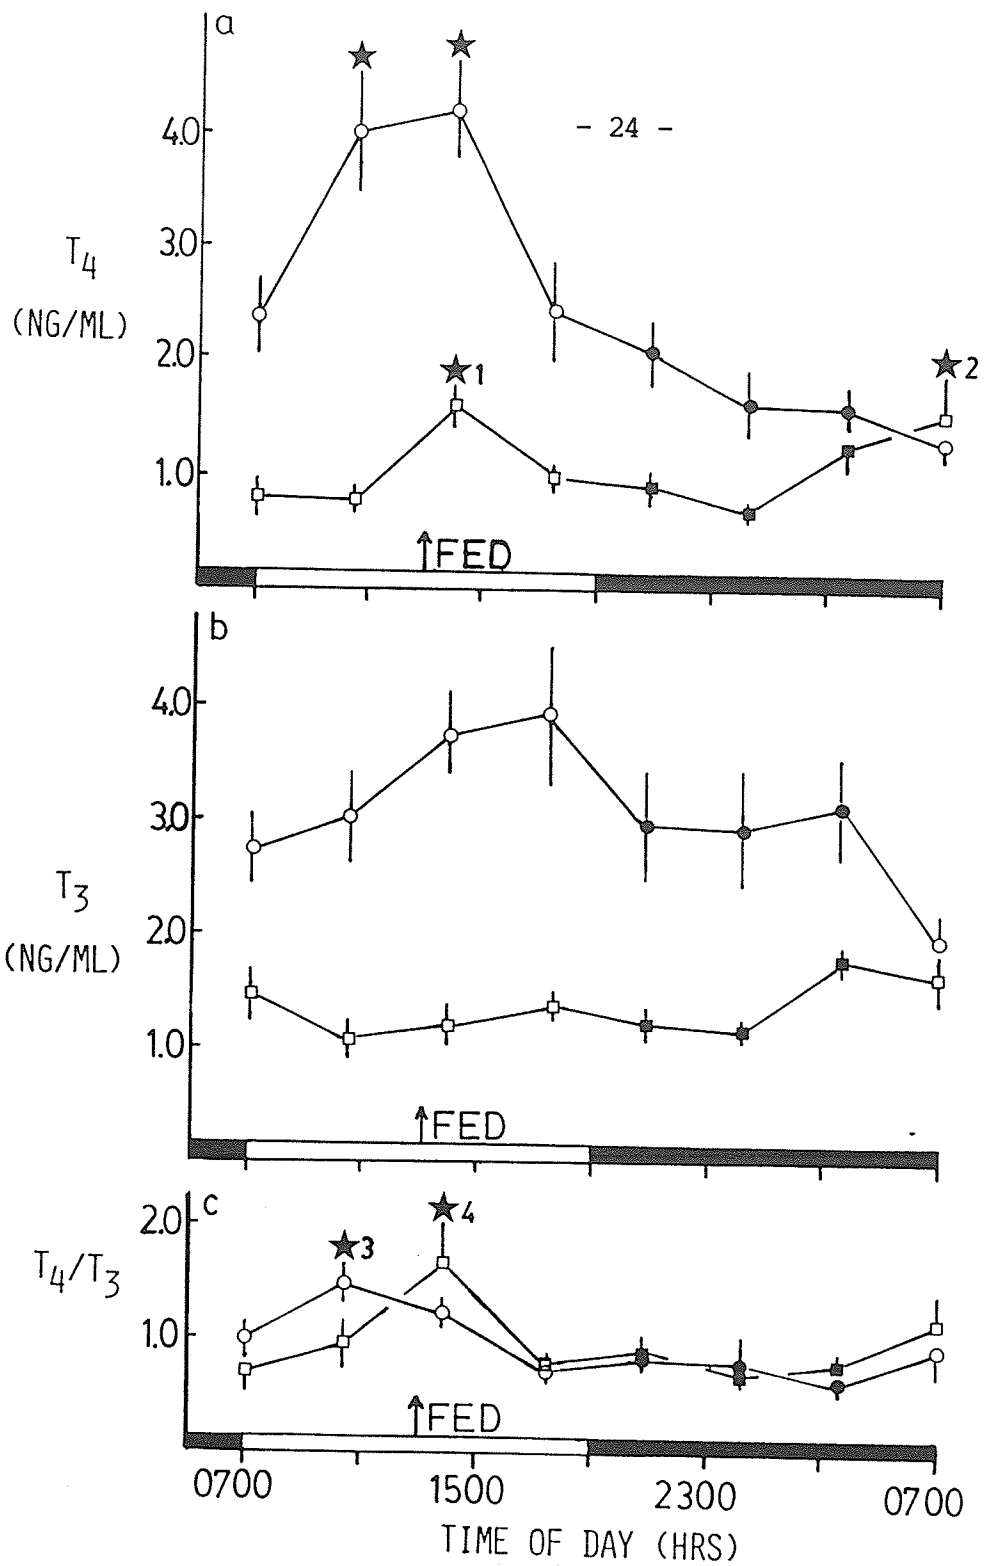 a
★ ★
- 24 -
4.0
3.0
T4
(NG/ML)
2.0
★1
★2
1.0
↑FED
b
4.0
3.0
T3
(NG/ML)
2.0
1.0
↑FED
c
2.0
★3
★4
T4/T3
1.0
↑FED
0700 1500 2300 0700
TIME OF DAY (HRS)